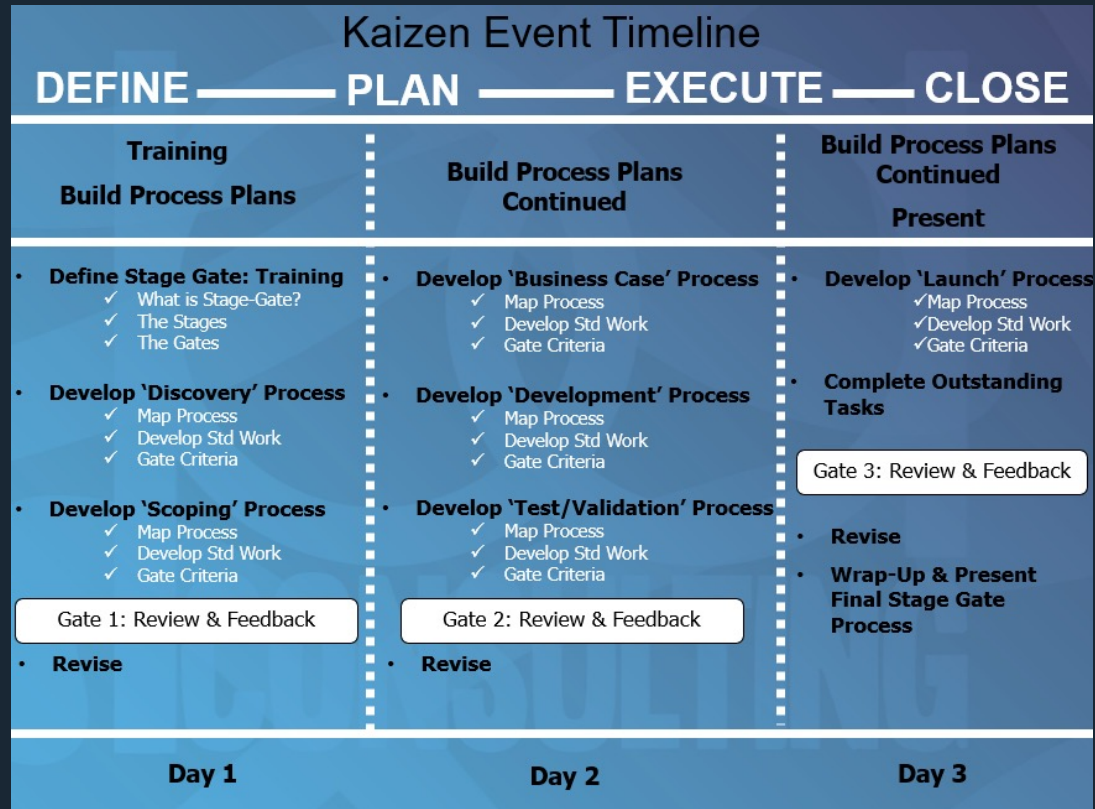 Kaizen Event Timeline
DEFINE PLAN EXECUTE CLOSE
Training
Build Process Plans
Build Process Plans
Continued
Build Process Plans
Continued
Present
• Define Stage Gate: Training
✓ What is Stage-Gate?
✓ The Stages
✓ The Gates
• Develop ‘Discovery’ Process
✓ Map Process
✓ Develop Std Work
✓ Gate Criteria
• Develop ‘Scoping’ Process
✓ Map Process
✓ Develop Std Work
✓ Gate Criteria
Gate 1: Review & Feedback
• Revise
• Develop ‘Business Case’ Process
✓ Map Process
✓ Develop Std Work
✓ Gate Criteria
• Develop ‘Development’ Process
✓ Map Process
✓ Develop Std Work
✓ Gate Criteria
• Develop ‘Test/Validation’ Process
✓ Map Process
✓ Develop Std Work
✓ Gate Criteria
Gate 2: Review & Feedback
• Revise
• Develop ‘Launch’ Process
✓Map Process
✓Develop Std Work
✓Gate Criteria
• Complete Outstanding
Tasks
Gate 3: Review & Feedback
• Revise
• Wrap-Up & Present
Final Stage Gate
Process
Day 1
Day 2
Day 3
CONSULTING